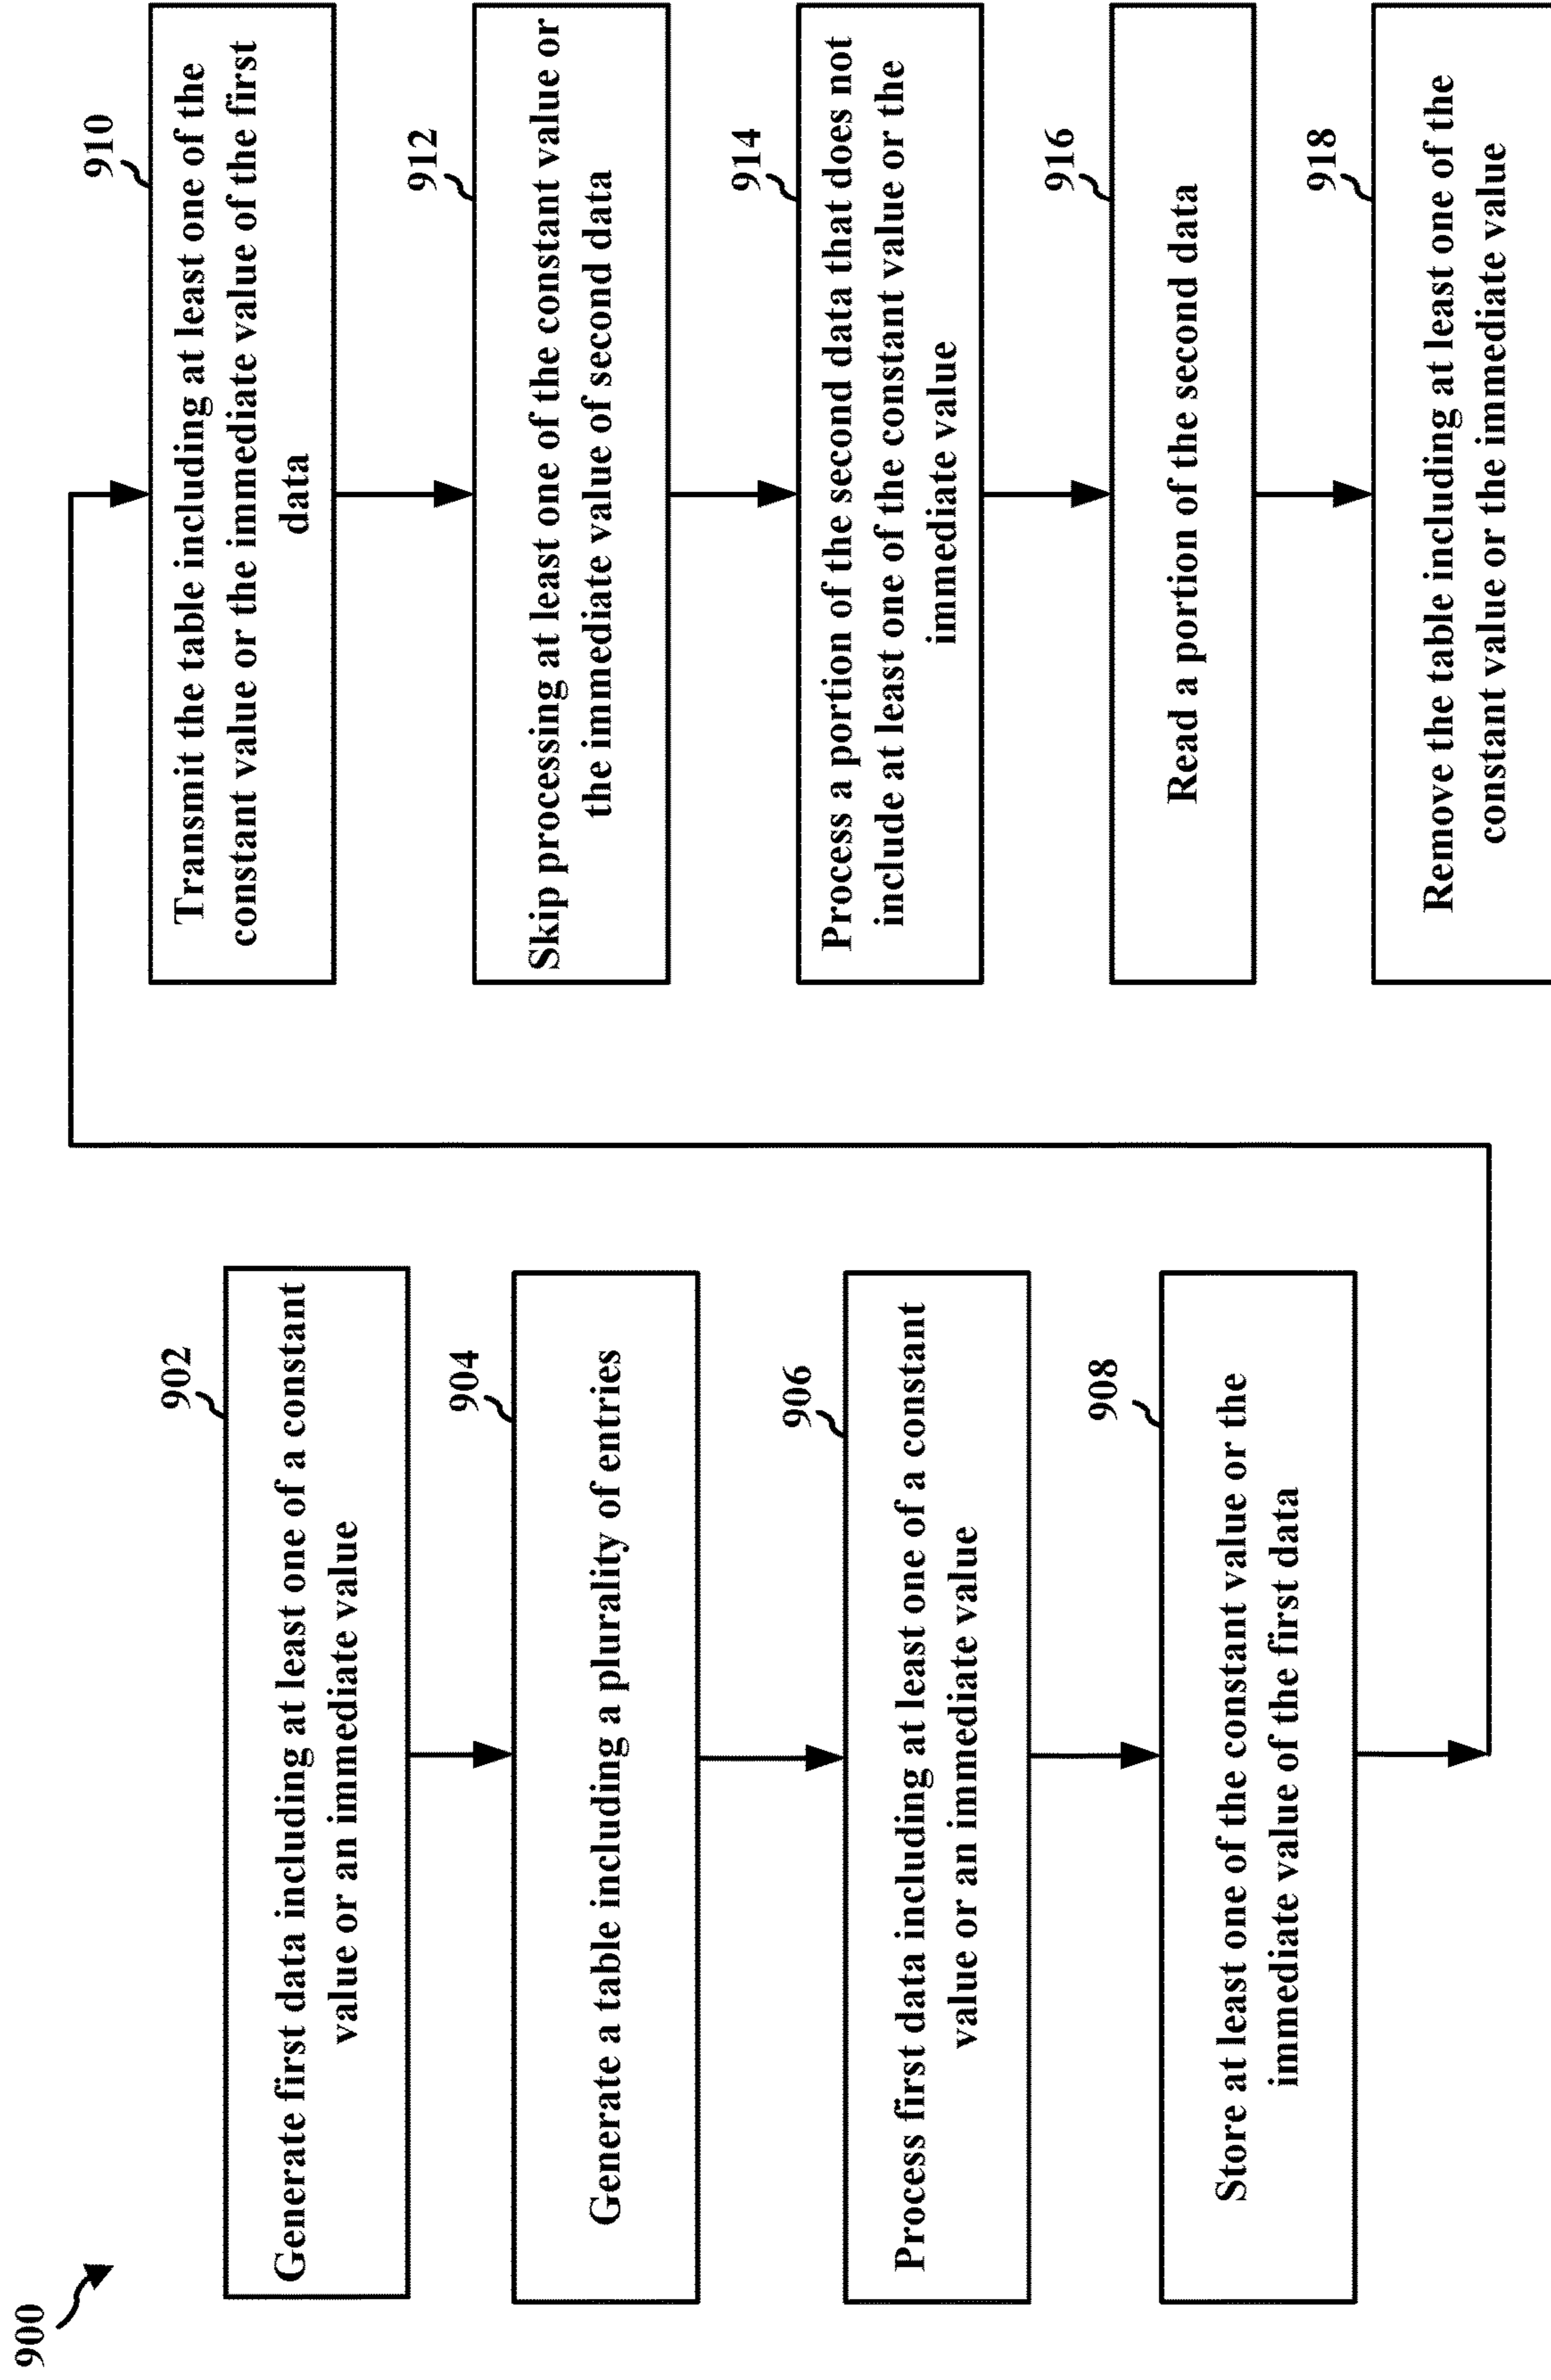 900
902
Generate first data including at least one of a constant
value or an immediate value
904
Generate a table including a plurality of entries
906
Process first data including at least one of a constant
value or an immediate value
908
Store at least one of the constant value or the
immediate value of the first data
910
Transmit the table including at least one of the
constant value or the immediate value of the first
data
912
Skip processing at least one of the constant value or
the immediate value of second data
914
Process a portion of the second data that does not
include at least one of the constant value or the
immediate value
916
Read a portion of the second data
918
Remove the table including at least one of the
constant value or the immediate value